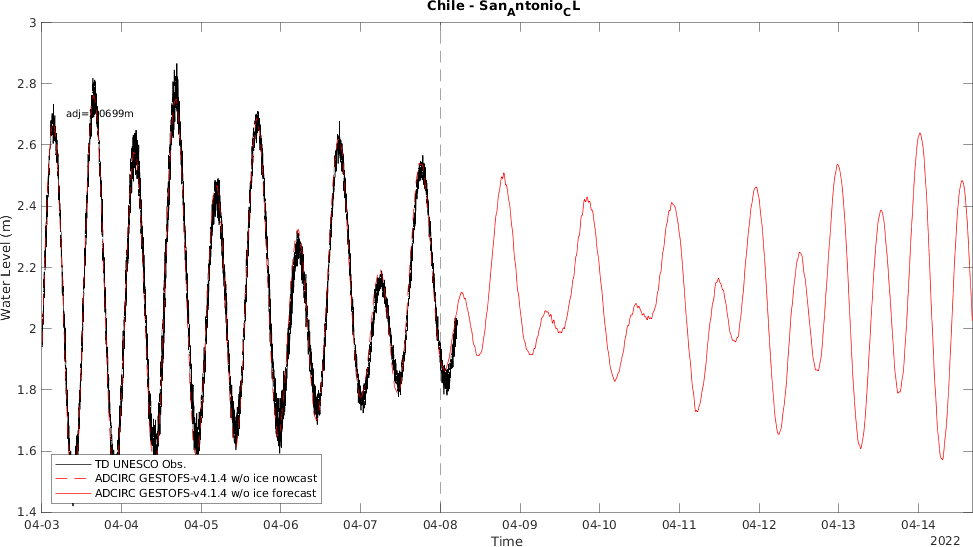 Chile - SanAntonioCL
3
2.8
2.6
2.4
2.2
2
1.8
1.6
1.4
Water Level (m)
TD UNESCO Obs.
ADCIRC GESTOFS-v4.1.4 w/o ice nowcast
ADCIRC GESTOFS-v4.1.4 w/o ice forecast
04-03 04-04 04-05 04-06 04-07 04-08 04-09 04-10 04-11 04-12 04-13 04-14
Time
2022